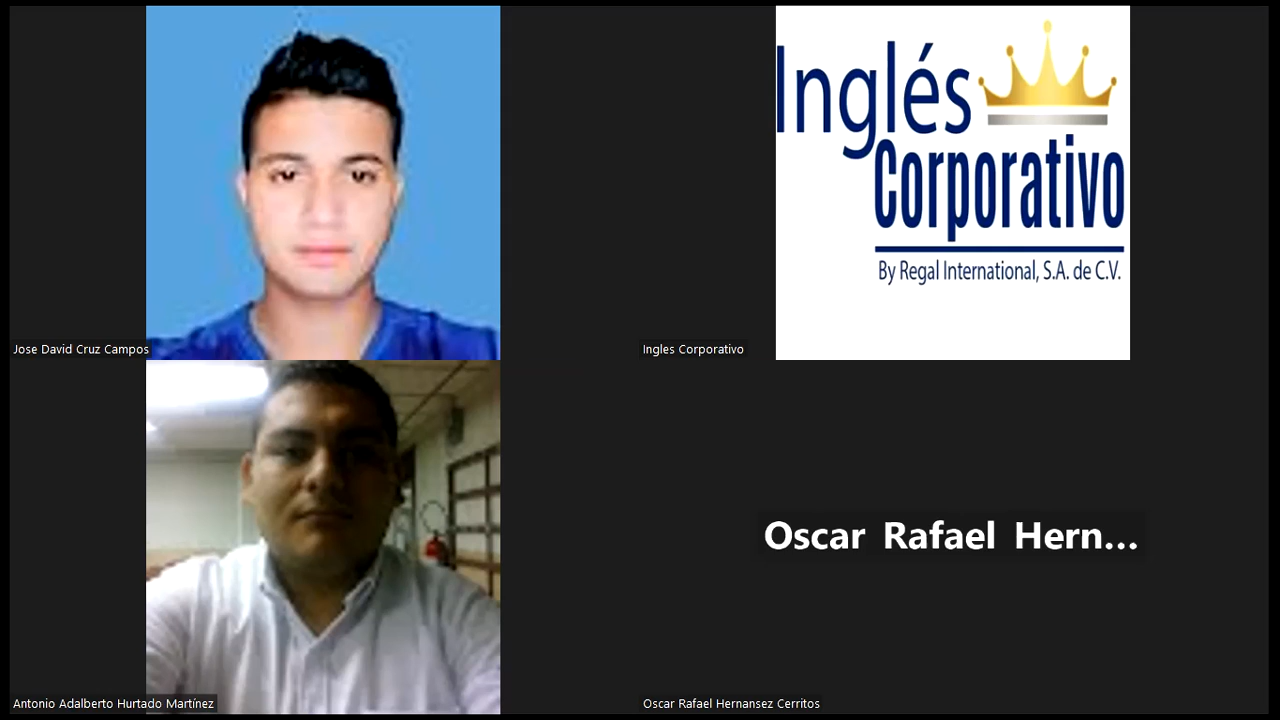 Inglés
Corporativo
By Regal International, S.A. de C.V.
Jose David Cruz Campos
Ingles Corporativo
Oscar Rafael Hern...
Antonio Adalberto Hurtado Martínez
Oscar Rafael Hernansez Cerritos